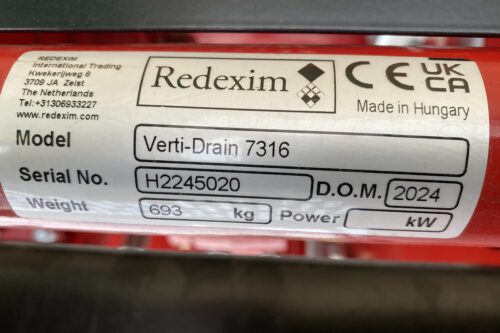 REDEXIM
International Trading
Kwekerijweg 8
3709 JA Zeist
The Netherlands
Tel:+31306933227
www.redexim.com
Redexim
CE UK CA
Made in Hungary
Model Verti-Drain 7316
Serial No. H2245020 D.O.M. 2024
Weight 693 kg Power kW